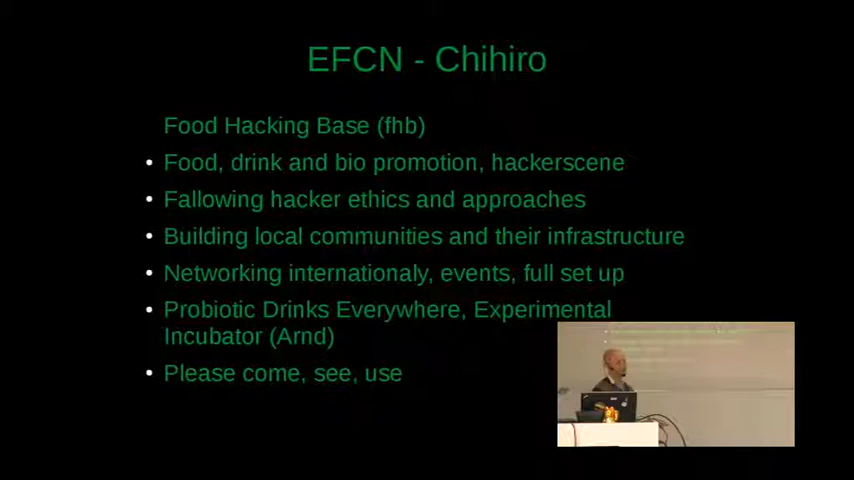 EFCN - Chihiro
Food Hacking Base (fhb)
• Food, drink and bio promotion, hackerscene
• Fallowing hacker ethics and approaches
• Building local communities and their infrastructure
• Networking internationaly, events, full set up
• Probiotic Drinks Everywhere, Experimental
Incubator (Arnd)
• Please come, see, use